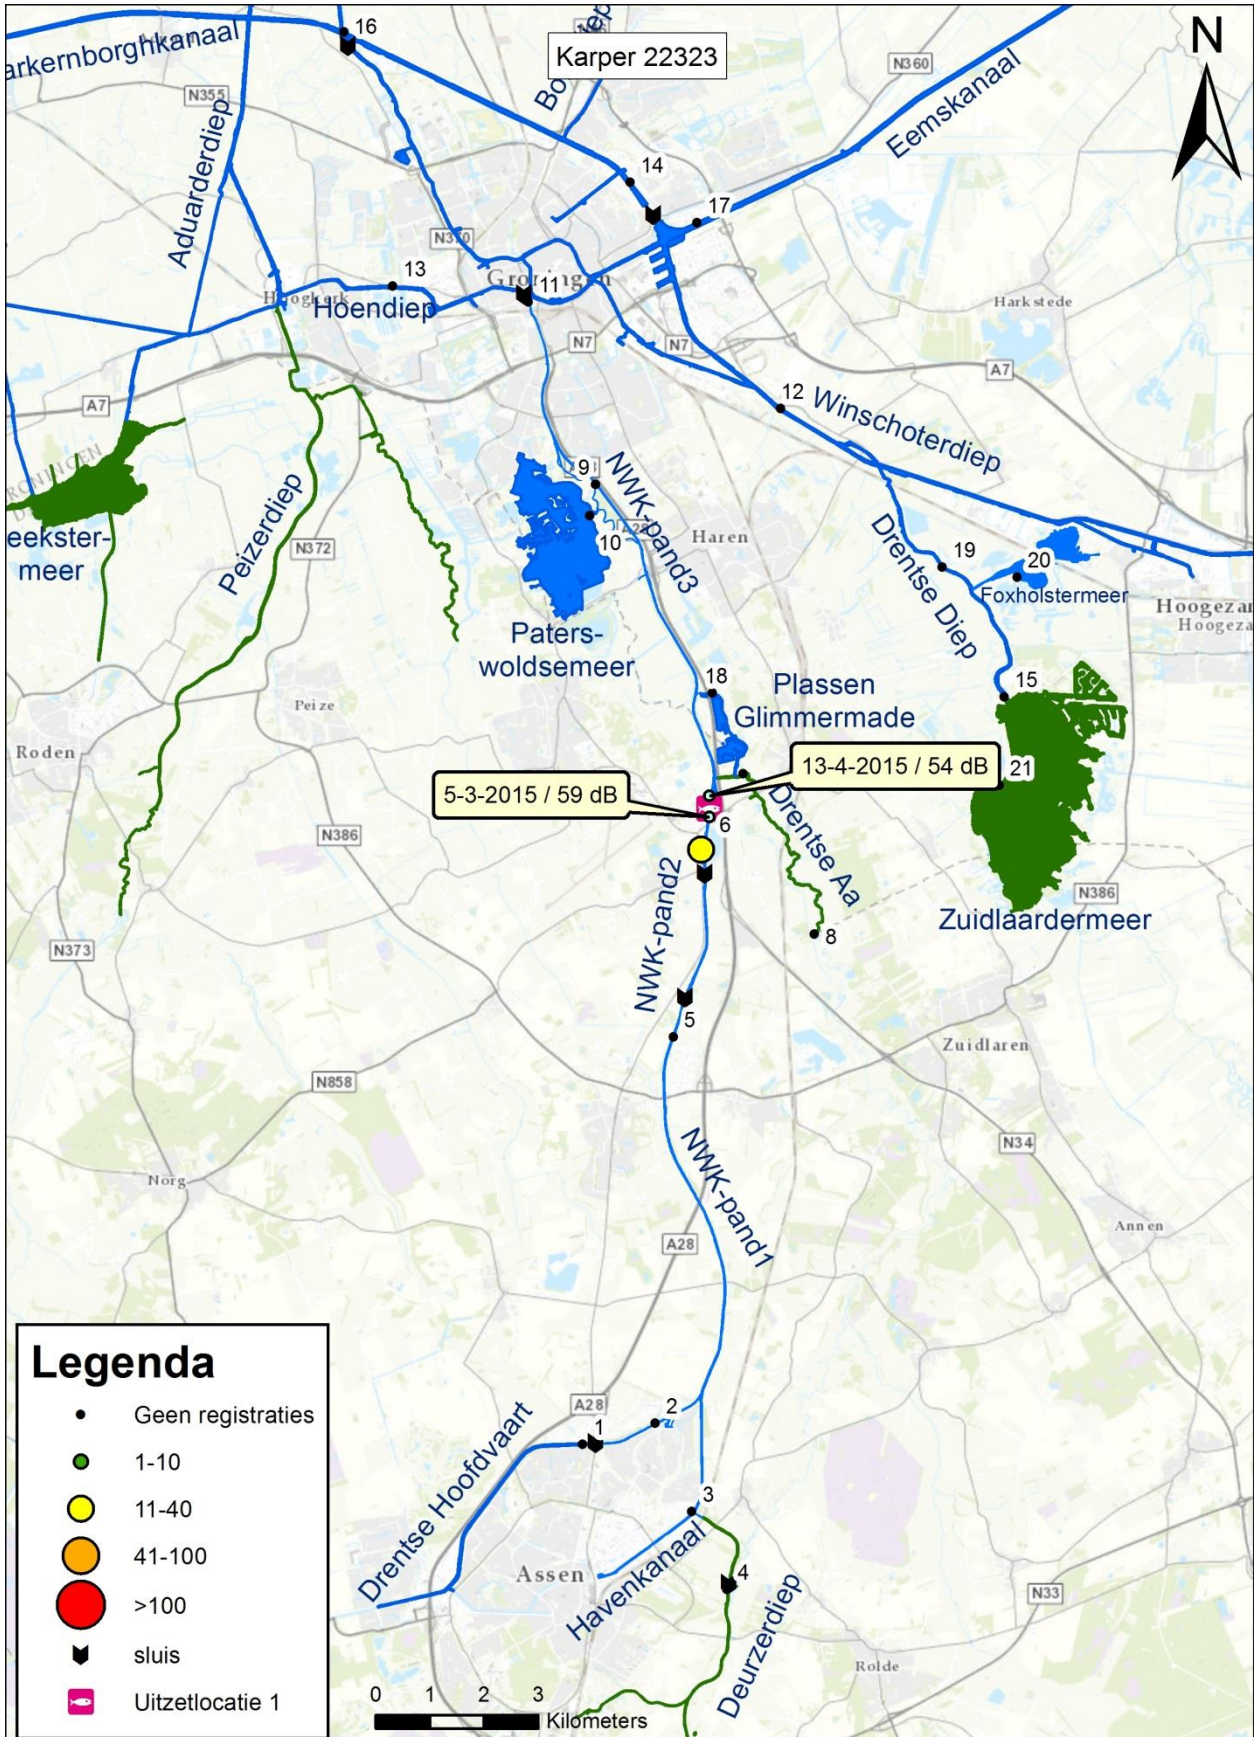 16
Karper 22323
N
arkernborghkanaal
N360
N355
Aduarderdiep
Eemskanaal
14
17
N370
13
11
Groningen
Hoogkerk
Hoendiep
Harkstede
N7
N7
A7
A7
12
Winschoterdiep
9
NWK-pand3
Haren
10
eekster-
meer
Peizerdiep
N372
Drentse Diep
19
20
Foxholstermeer
Hoogezan
Hoogeza
Paters-
woldsemeer
18
Plassen
Glimmermade
15
Peize
Roden
13-4-2015 / 54 dB
21
5-3-2015 / 59 dB
6
Drentse Aa
N386
NWK-pand2
N386
Zuidlaardermeer
8
N373
5
Zuidlaren
N858
NWK-pand1
N34
Norg
Annen
A28
Legenda
Geen registraties
1-10
11-40
41-100
>100
sluis
Uitzetlocatie 1
A28
2
1
Drentse Hoofdvaart
3
Assen
Havenkanaal
4
Deurzerdiep
N33
Rolde
0 1 2 3
Kilometers